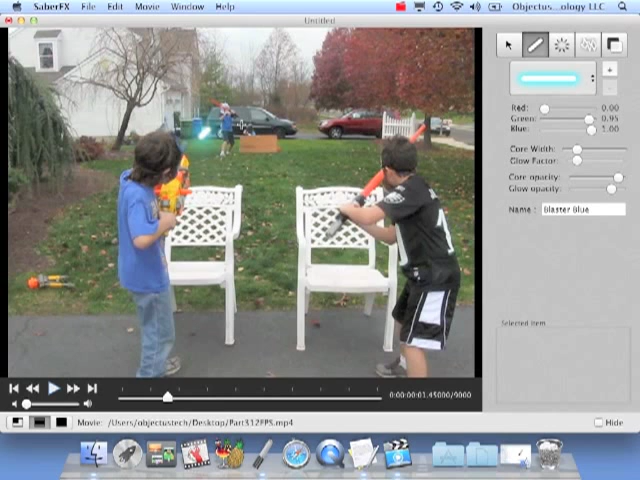 SaberFX File Edit Movie Window Help
Objectus...ology LLC
Untitled
Red: 0.00
Green: 0.95
Blue: 1.00
Core Width:
Glow Factor:
Core opacity:
Glow opacity:
Name: Blaster Blue
Selected Item
0:00:00:01.45000/9000
Movie: /Users/objectustech/Desktop/Part312FPS.mp4
Hide